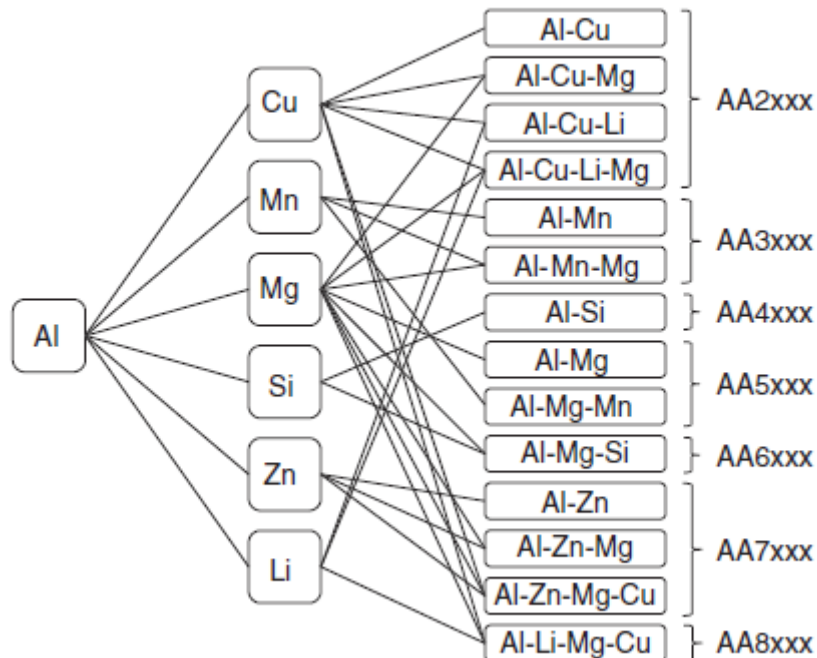 Al
Cu
Mn
Mg
Si
Zn
Li
Al-Cu
Al-Cu-Mg
Al-Cu-Li
Al-Cu-Li-Mg
Al-Mn
Al-Mn-Mg
Al-Si
Al-Mg
Al-Mg-Mn
Al-Mg-Si
Al-Zn
Al-Zn-Mg
Al-Zn-Mg-Cu
Al-Li-Mg-Cu
AA2xxx
AA3xxx
AA4xxx
AA5xxx
AA6xxx
AA7xxx
AA8xxx